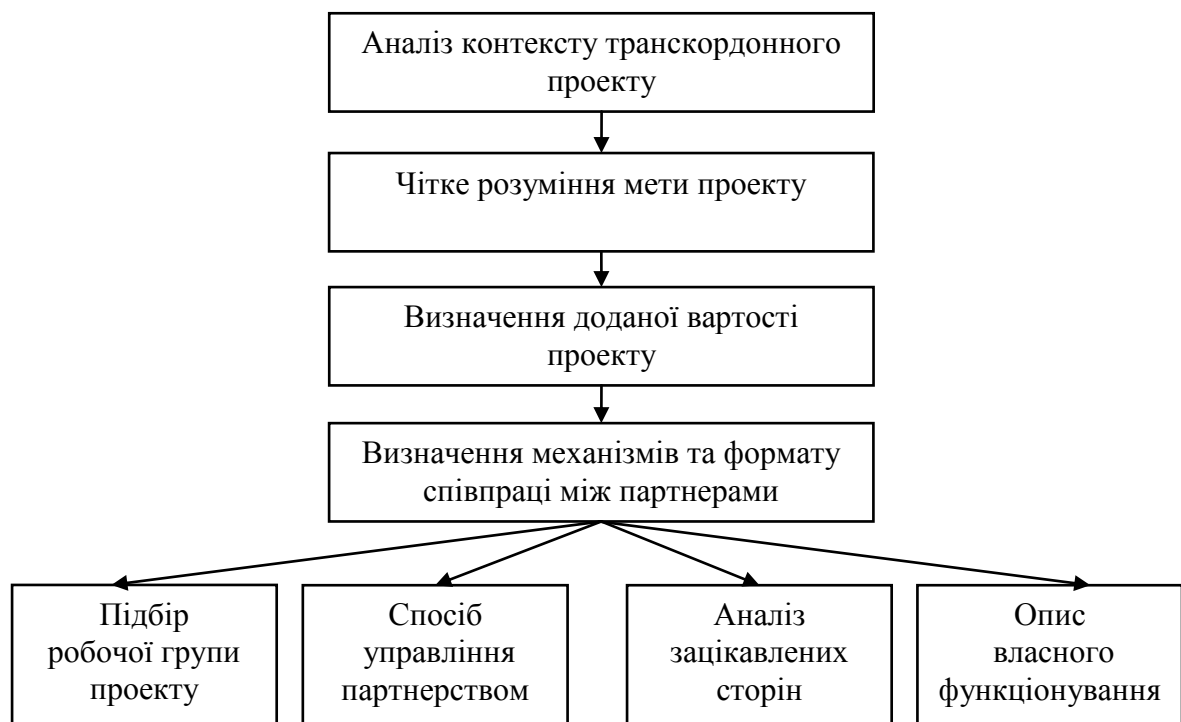 Аналіз контексту транскордонного
проекту
Чітке розуміння мети проекту
Визначення доданої вартості
проекту
Визначення механізмів та формату
співпраці між партнерами
Підбір
робочої групи
проекту
Спосіб
управління
партнерством
Аналіз
зацікавлених
сторін
Опис
власного
функціонування